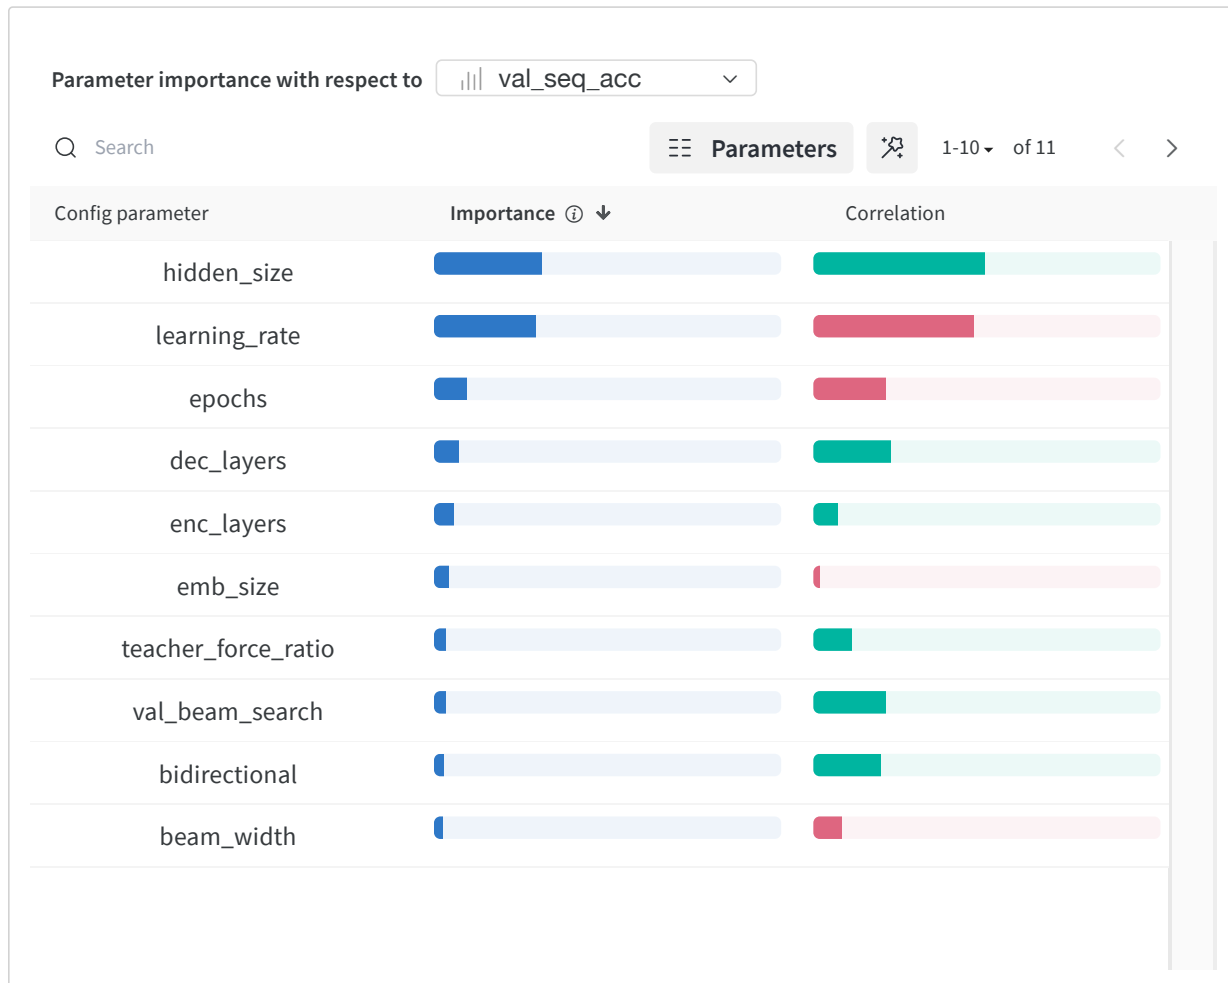 Parameter importance with respect to val_seq_acc
Search Parameters 1-10 of 11
Config parameter Importance Correlation
hidden_size
learning_rate
epochs
dec_layers
enc_layers
emb_size
teacher_force_ratio
val_beam_search
bidirectional
beam_width